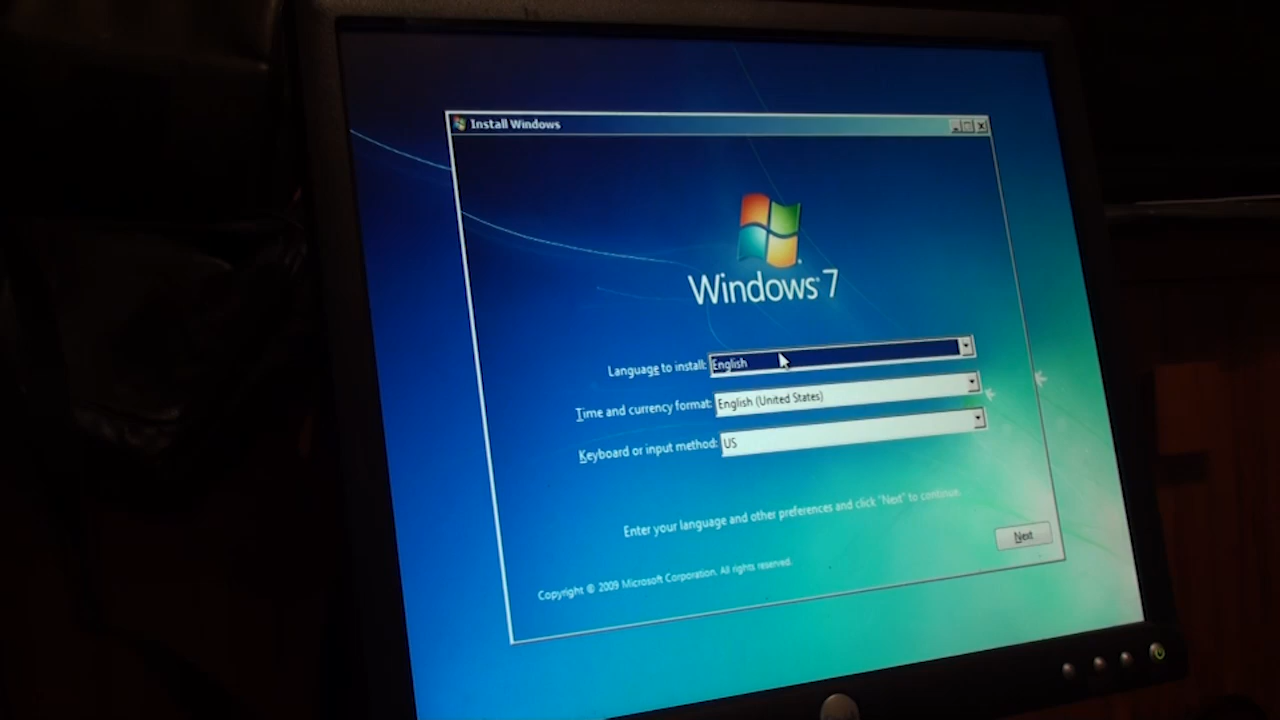 Install Windows
Windows 7
Language to install: English
Time and currency format: English (United States)
Keyboard or input method: US
Enter your language and other preferences and click "Next" to continue.
Next
Copyright © 2009 Microsoft Corporation. All rights reserved.